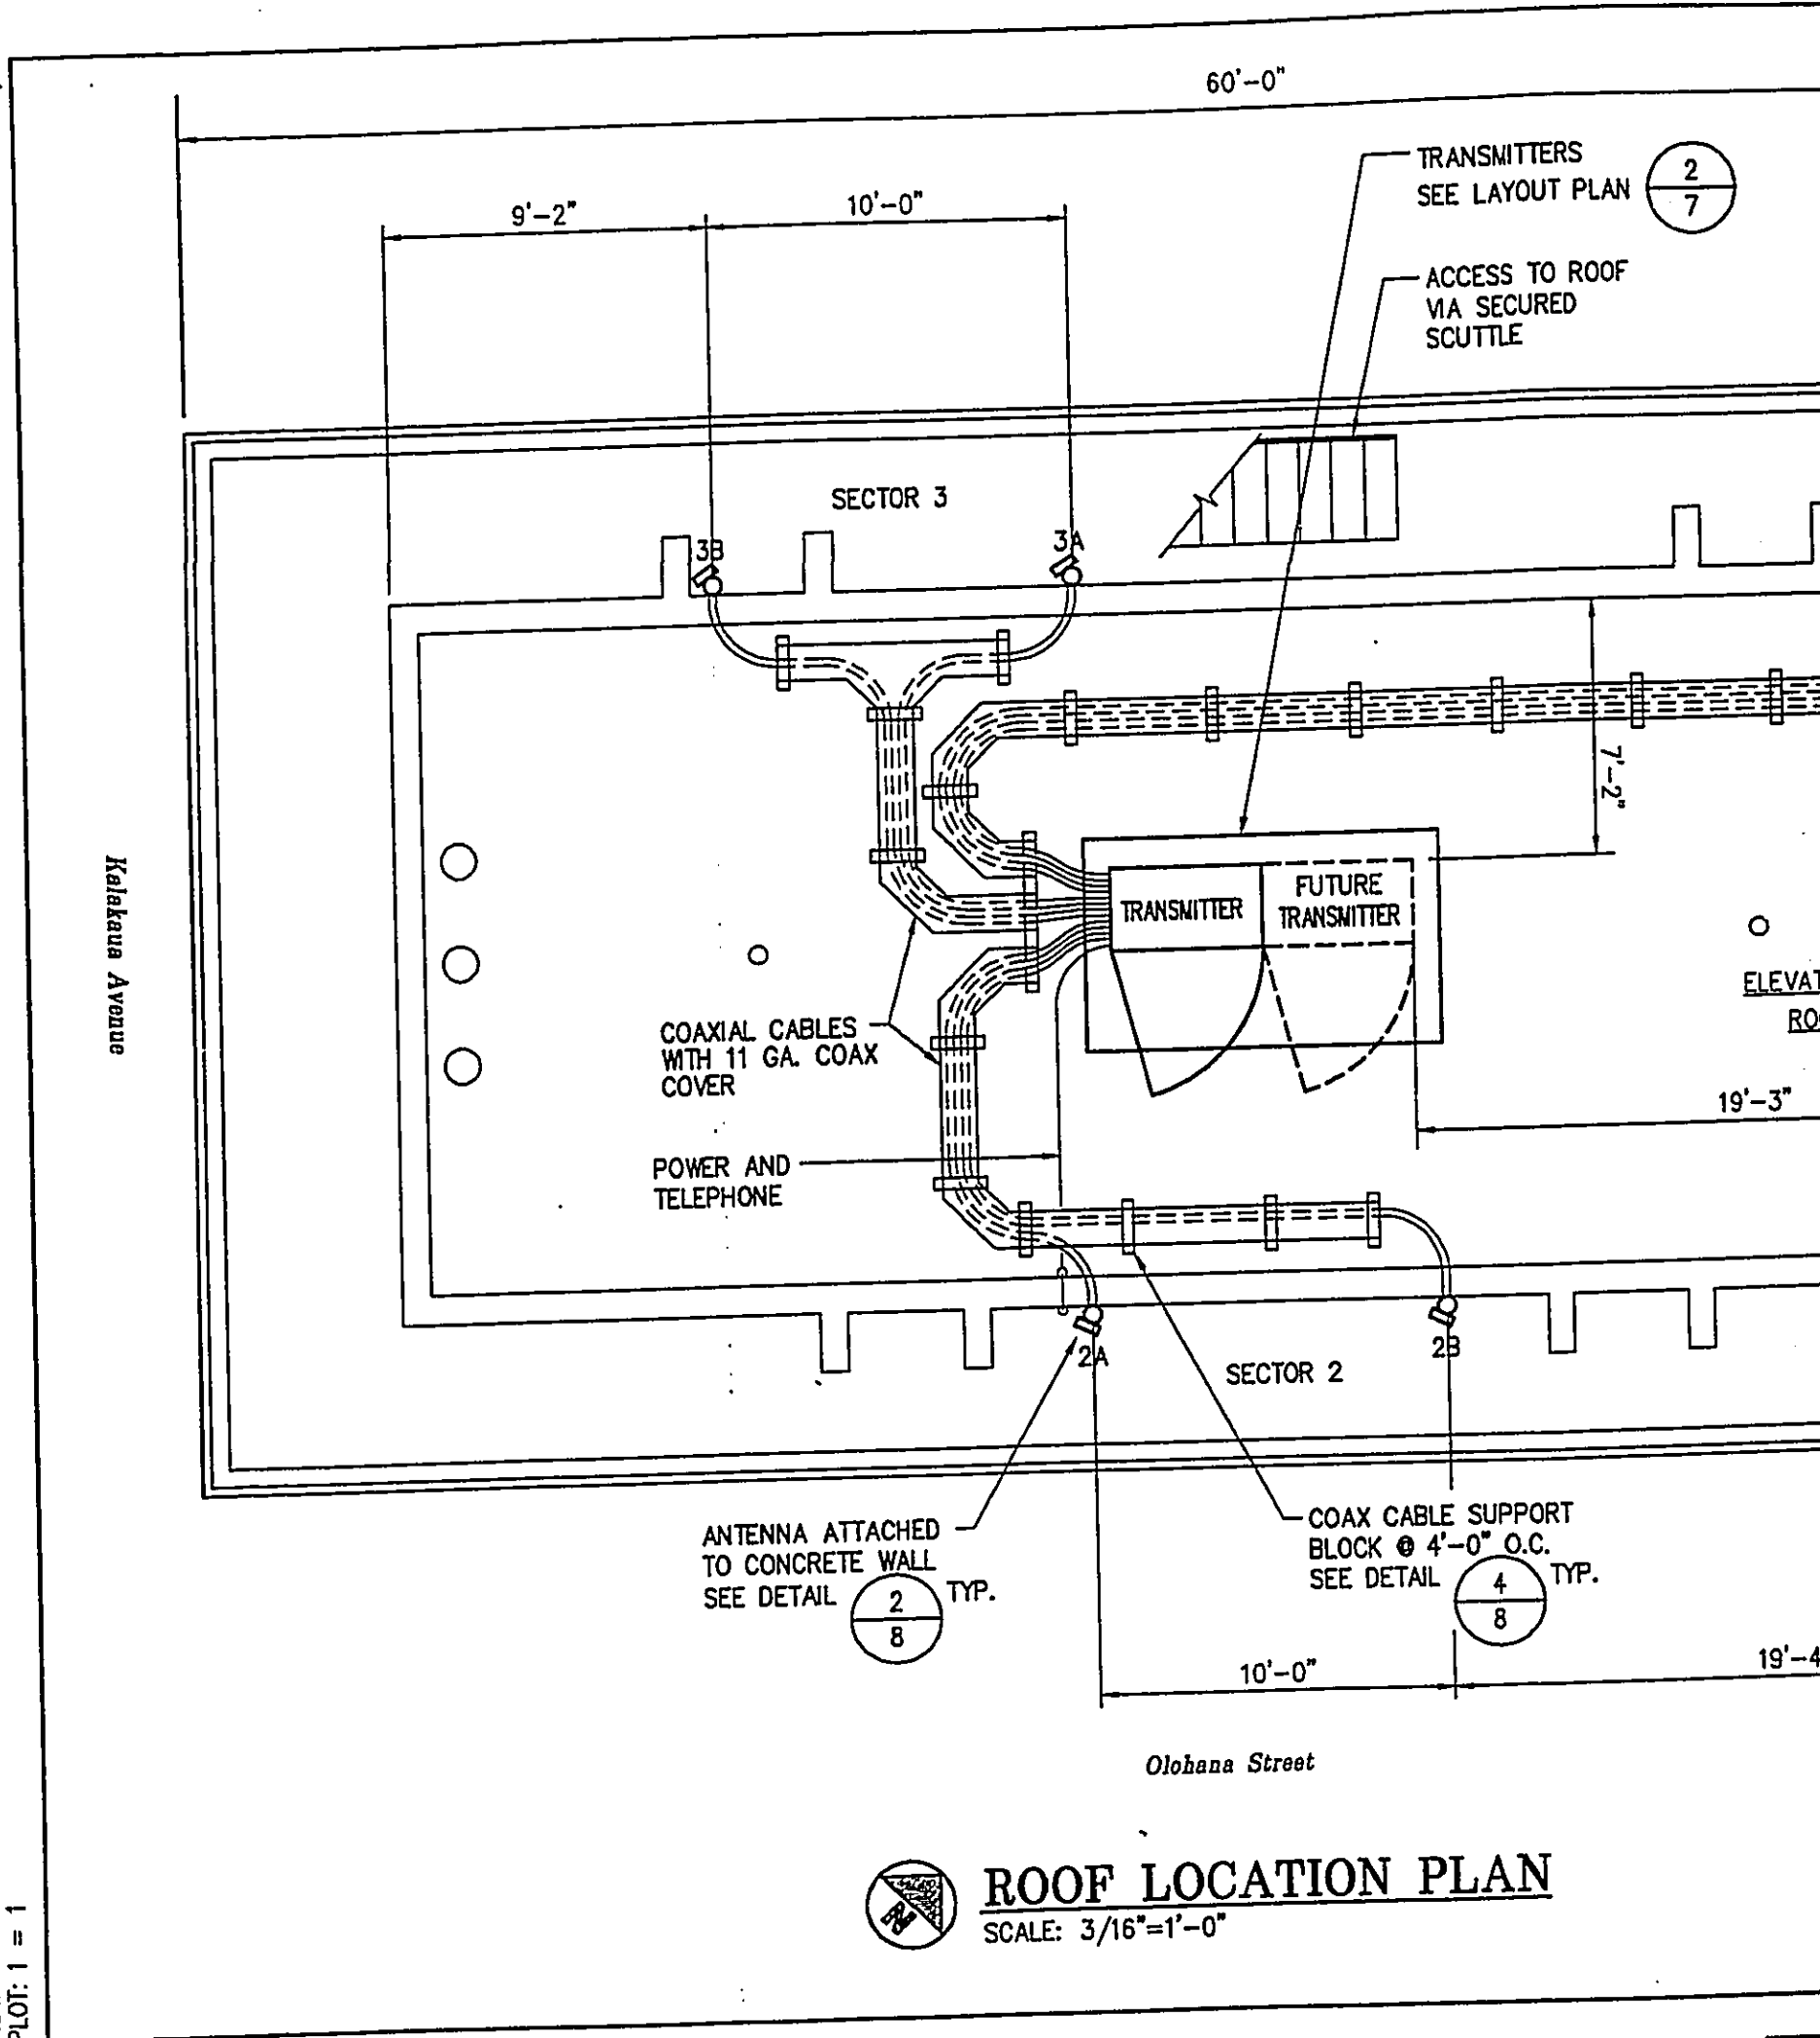 60'-0"
TRANSMITTERS
SEE LAYOUT PLAN
2
7
9'-2"
10'-0"
ACCESS TO ROOF
VIA SECURED
SCUTTLE
SECTOR 3
3B
3A
7'-2"
Kalakaua Avenue
TRANSMITTER
FUTURE
TRANSMITTER
ELEVAT
RO
COAXIAL CABLES
WITH 11 GA. COAX
COVER
19'-3"
POWER AND
TELEPHONE
2A
2B
SECTOR 2
ANTENNA ATTACHED
TO CONCRETE WALL
SEE DETAIL
2
8
TYP.
COAX CABLE SUPPORT
BLOCK @ 4'-0" O.C.
SEE DETAIL
4
8
TYP.
10'-0"
19'-4
Olohana Street
N
ROOF LOCATION PLAN
SCALE: 3/16"=1'-0"
PLOT: 1 = 1